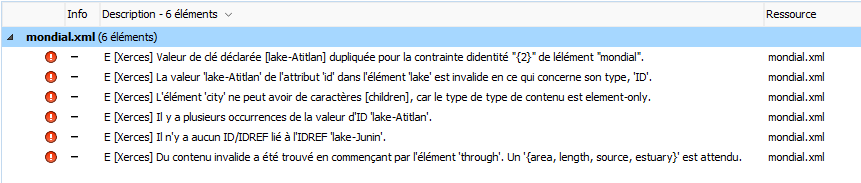 Info Description - 6 éléments Ressource
mondial.xml (6 éléments)
E [Xerces] Valeur de clé déclarée [lake-Atitlan] dupliquée pour la contrainte didentité "{2}" de lélément "mondial". mondial.xml
E [Xerces] La valeur 'lake-Atitlan' de l'attribut 'id' dans l'élément 'lake' est invalide en ce qui concerne son type, 'ID'. mondial.xml
E [Xerces] L'élément 'city' ne peut avoir de caractères [children], car le type de type de contenu est element-only. mondial.xml
E [Xerces] Il y a plusieurs occurrences de la valeur d'ID 'lake-Atitlan'. mondial.xml
E [Xerces] Il n'y a aucun ID/IDREF lié à l'IDREF 'lake-Junin'. mondial.xml
E [Xerces] Du contenu invalide a été trouvé en commençant par l'élément 'through'. Un '{area, length, source, estuary}' est attendu. mondial.xml